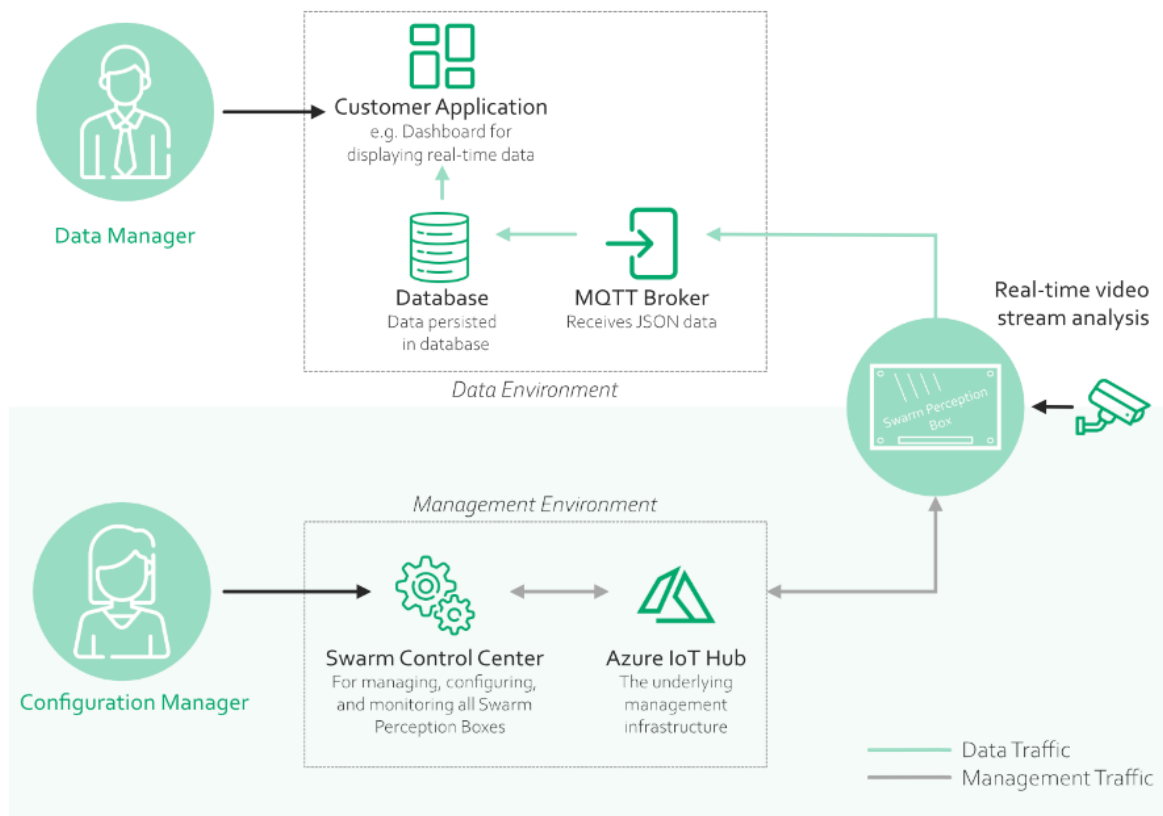 Customer Application
e.g. Dashboard for
displaying real-time data
Data Manager
Database
Data persisted
in database
MQTT Broker
Receives JSON data
Data Environment
Real-time video
stream analysis
Swarm Perception
Box
Management Environment
Configuration Manager
Swarm Control Center
For managing, configuring,
and monitoring all Swarm
Perception Boxes
Azure IoT Hub
The underlying
management
infrastructure
Data Traffic
Management Traffic